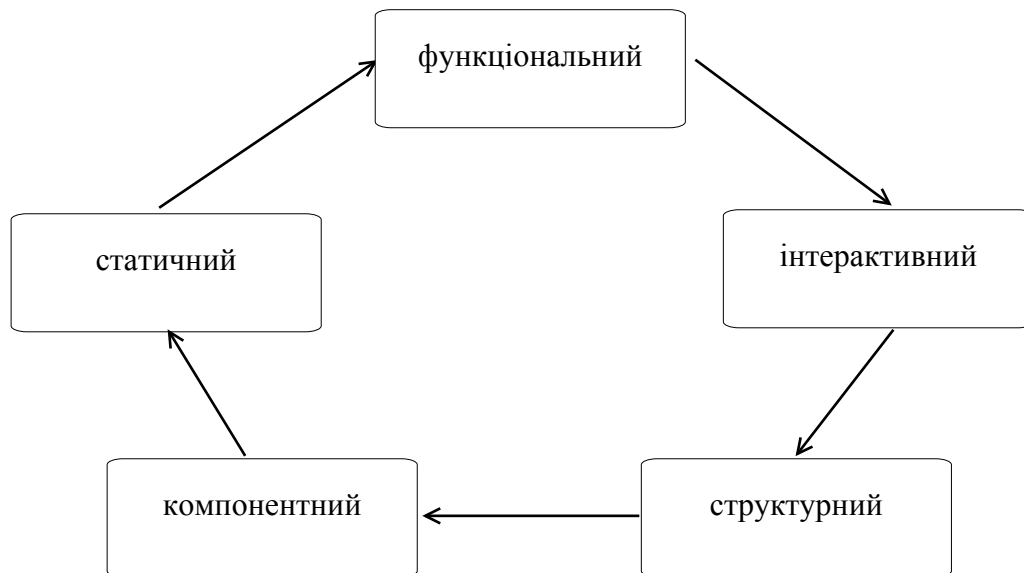 функціональний
статичний
інтерактивний
компонентний
структурний